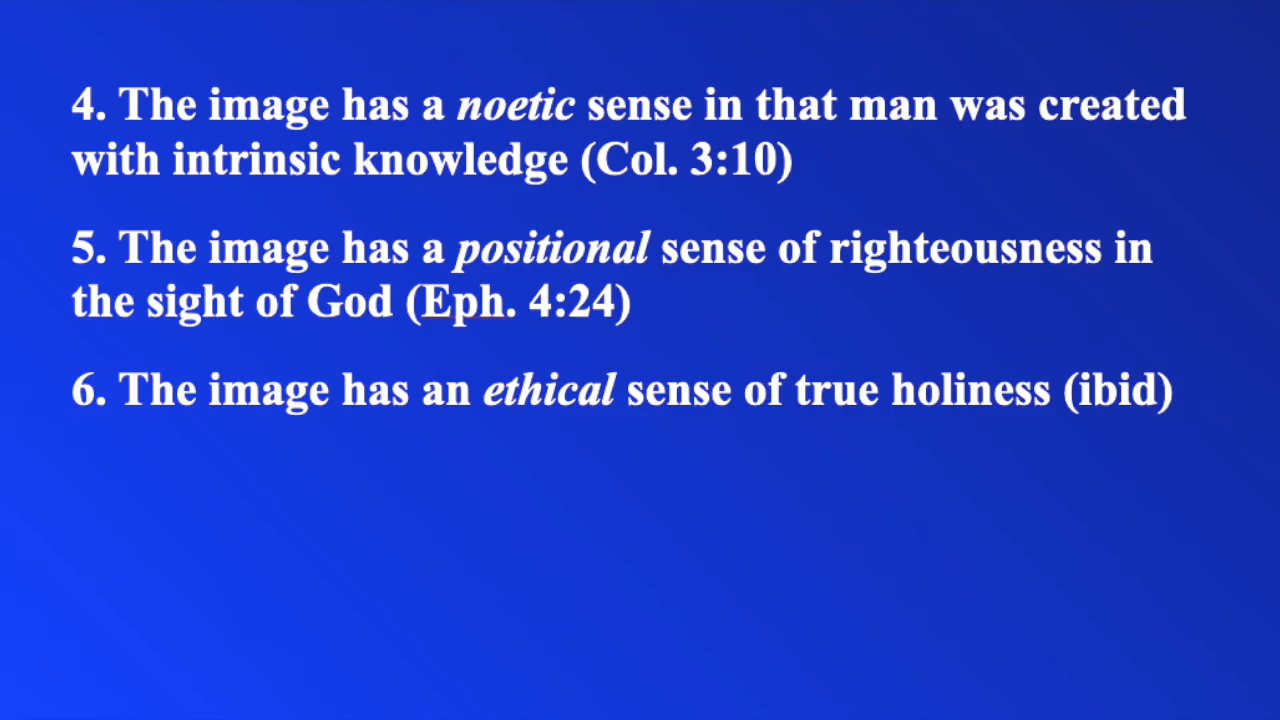 4. The image has a noetic sense in that man was created
with intrinsic knowledge (Col. 3:10)
5. The image has a positional sense of righteousness in
the sight of God (Eph. 4:24)
6. The image has an ethical sense of true holiness (ibid)